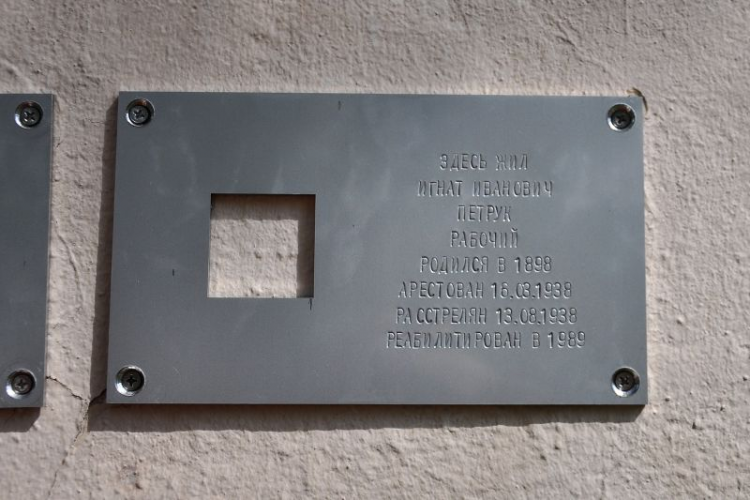 ЗДЕСЬ ЖИЛ
ИГНАТ ИВАНОВИЧ
ПЕТРУК
РАБОЧИЙ
РОДИЛСЯ В 1898
АРЕСТОВАН 16.03.1938
РАССТРЕЛЯН 13.08.1938
РЕАБИЛИТИРОВАН В 1989